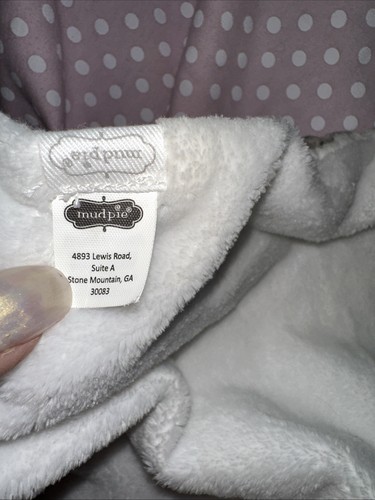 mudpie®
mudpie®
4893 Lewis Road,
Suite A
Stone Mountain, GA
30083